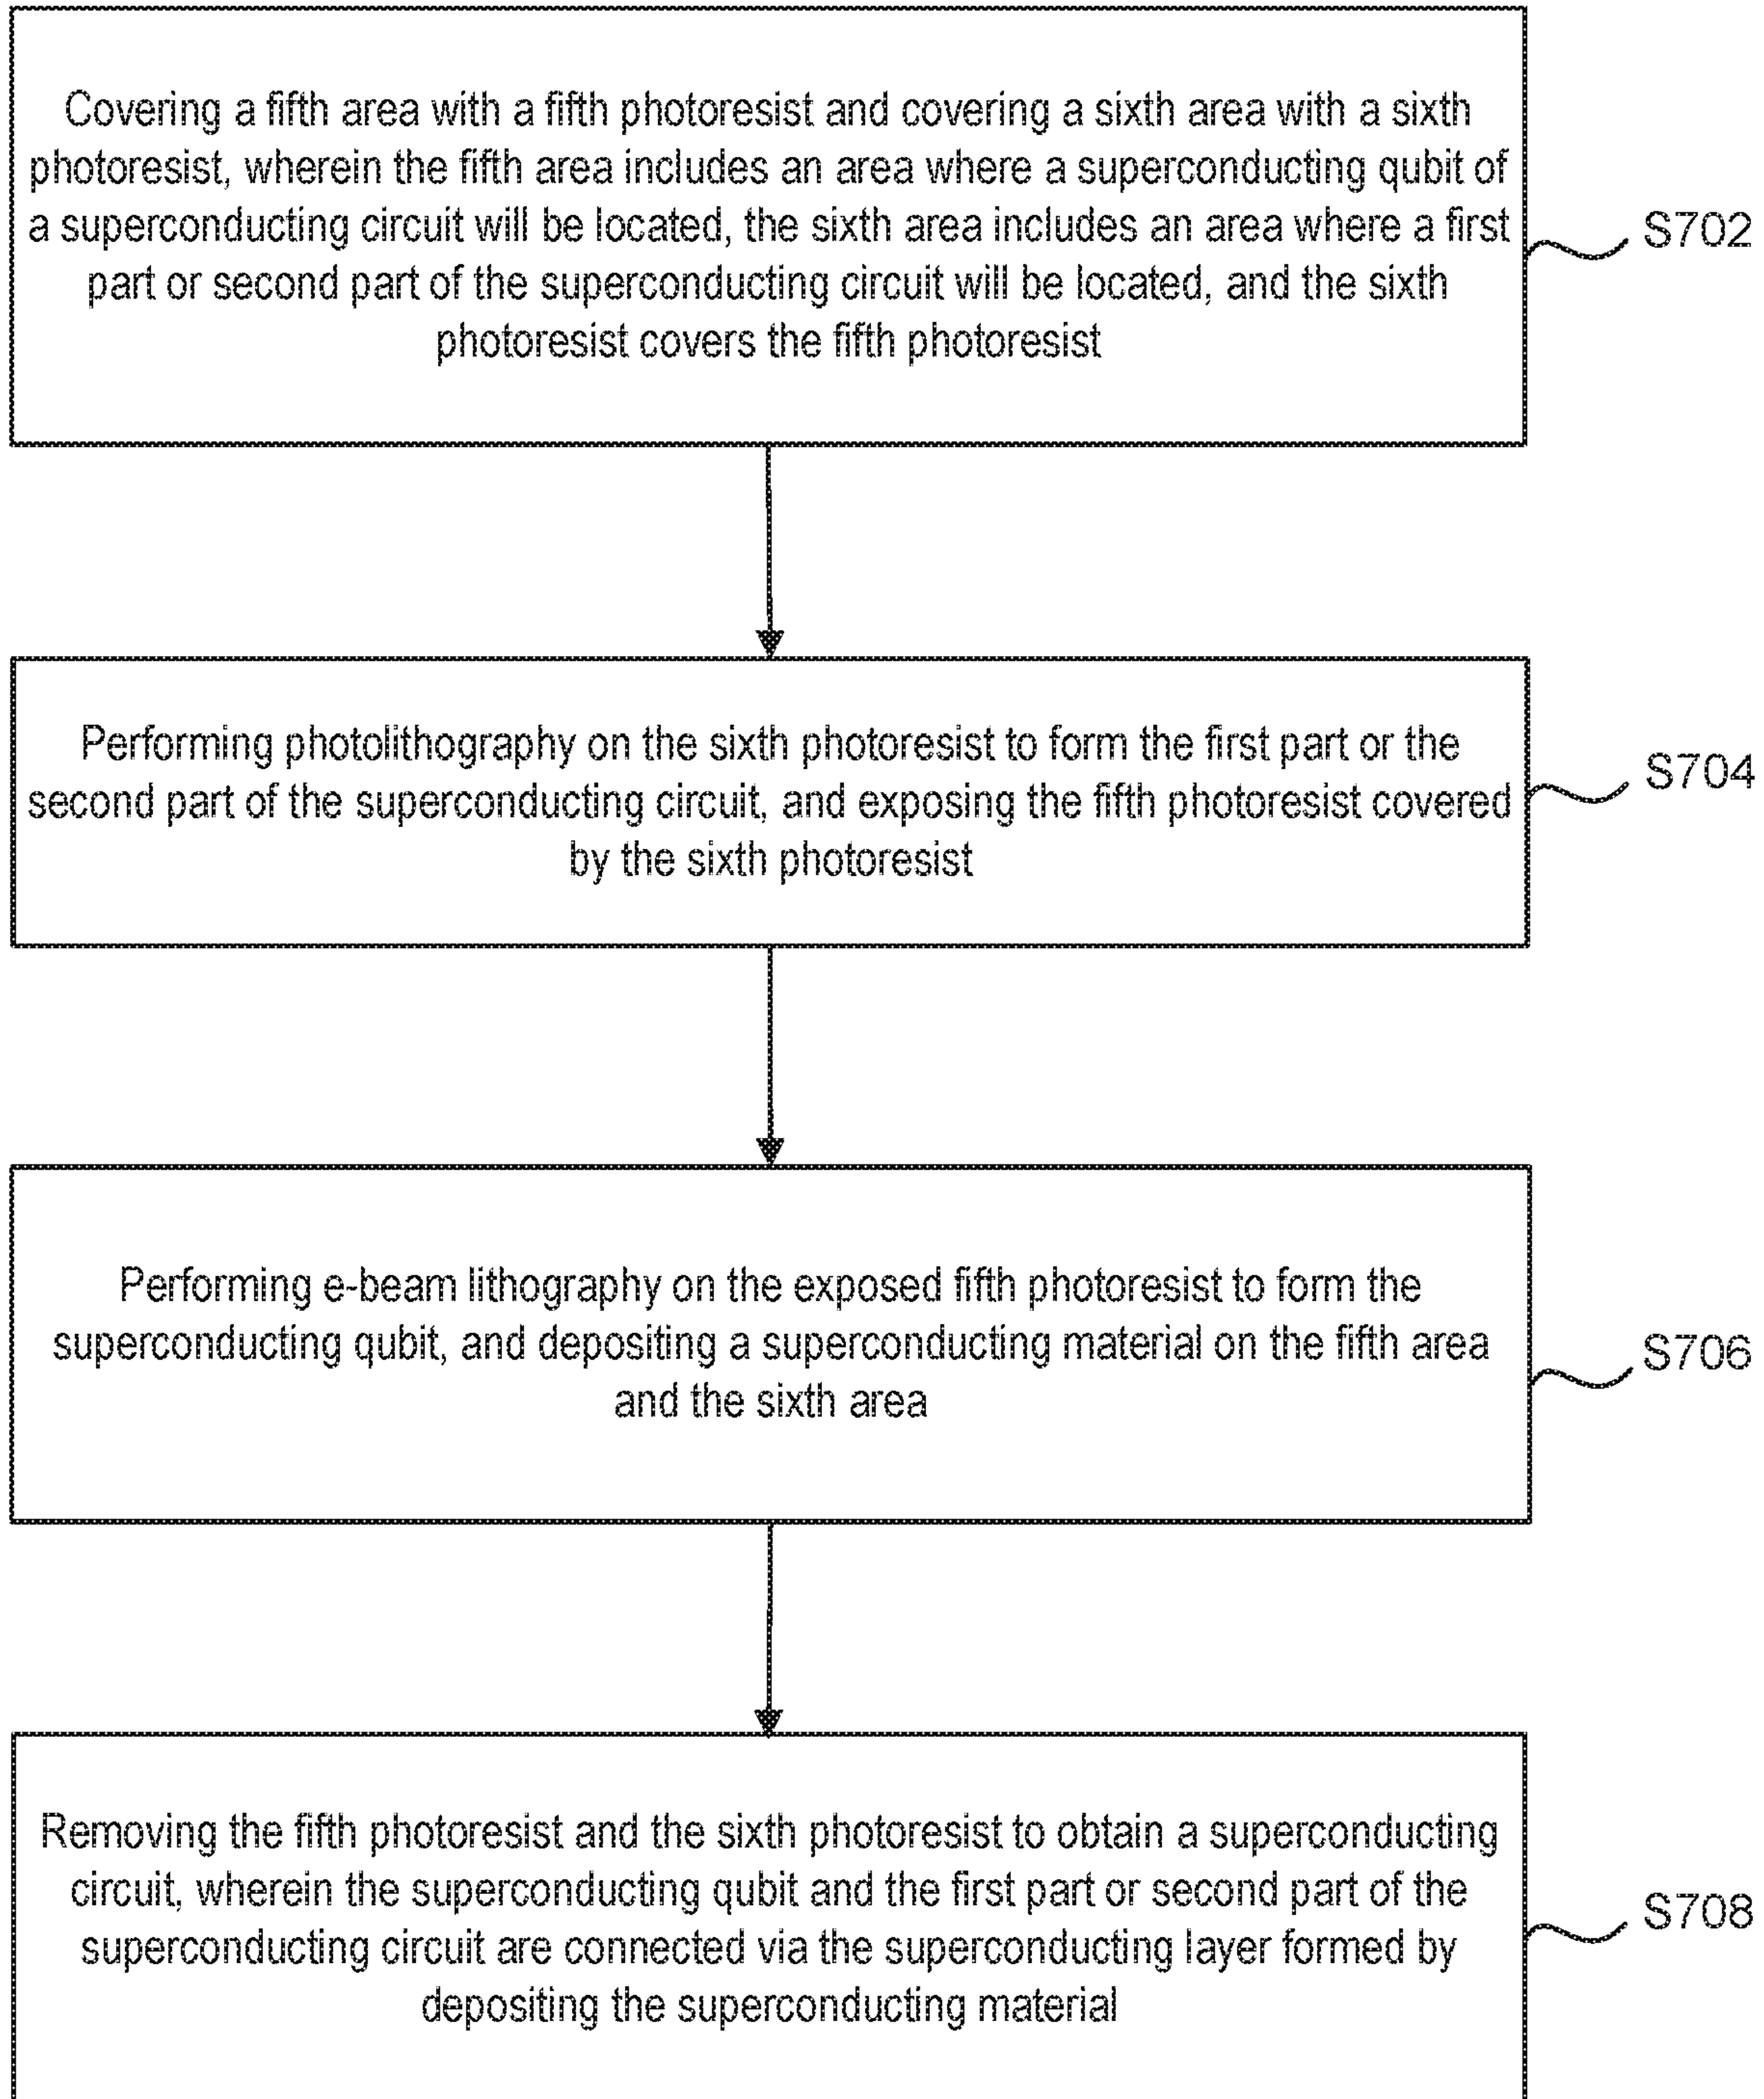 Covering a fifth area with a fifth photoresist and covering a sixth area with a sixth
photoresist, wherein the fifth area includes an area where a superconducting qubit of
a superconducting circuit will be located, the sixth area includes an area where a first
part or second part of the superconducting circuit will be located, and the sixth
photoresist covers the fifth photoresist
S702
Performing photolithography on the sixth photoresist to form the first part or the
second part of the superconducting circuit, and exposing the fifth photoresist covered
by the sixth photoresist
S704
Performing e-beam lithography on the exposed fifth photoresist to form the
superconducting qubit, and depositing a superconducting material on the fifth area
and the sixth area
S706
Removing the fifth photoresist and the sixth photoresist to obtain a superconducting
circuit, wherein the superconducting qubit and the first part or second part of the
superconducting circuit are connected via the superconducting layer formed by
depositing the superconducting material
S708